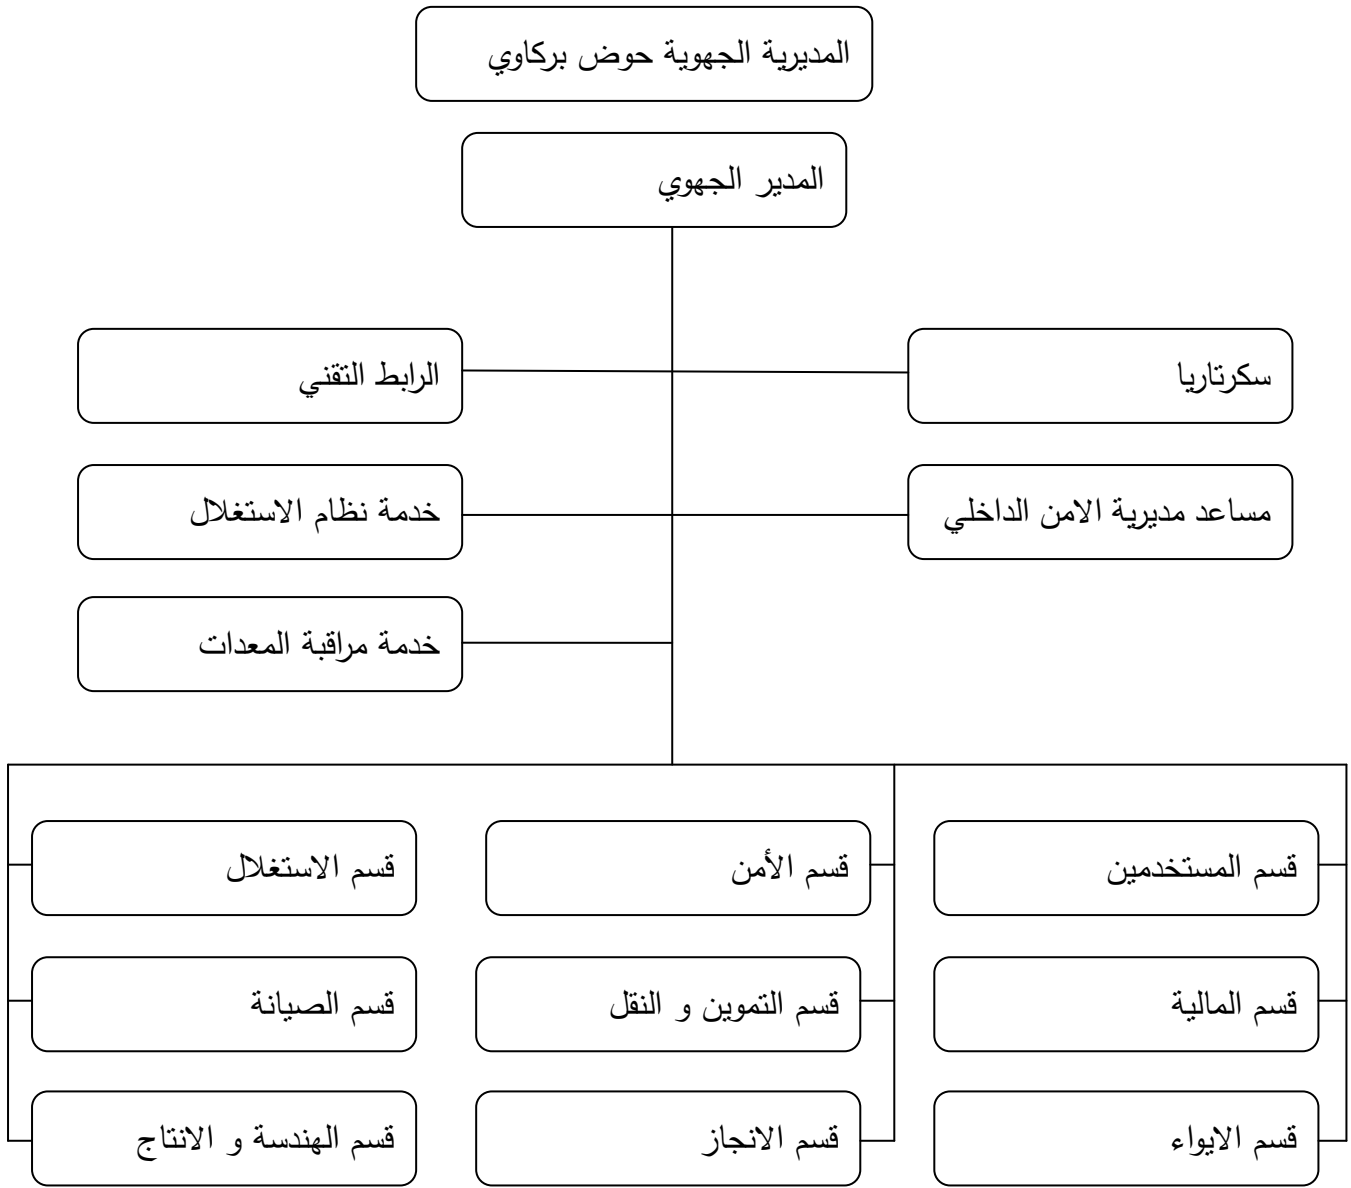 المديرية الجهوية حوض بركاوي
المدير الجهوي
سكرتاريا
الرابط التقني
مساعد مديرية الامن الداخلي
خدمة نظام الاستغلال
خدمة مراقبة المعدات
قسم المستخدمين
قسم الأمن
قسم الاستغلال
قسم المالية
قسم التموين و النقل
قسم الصيانة
قسم الايواء
قسم الانجاز
قسم الهندسة و الانتاج